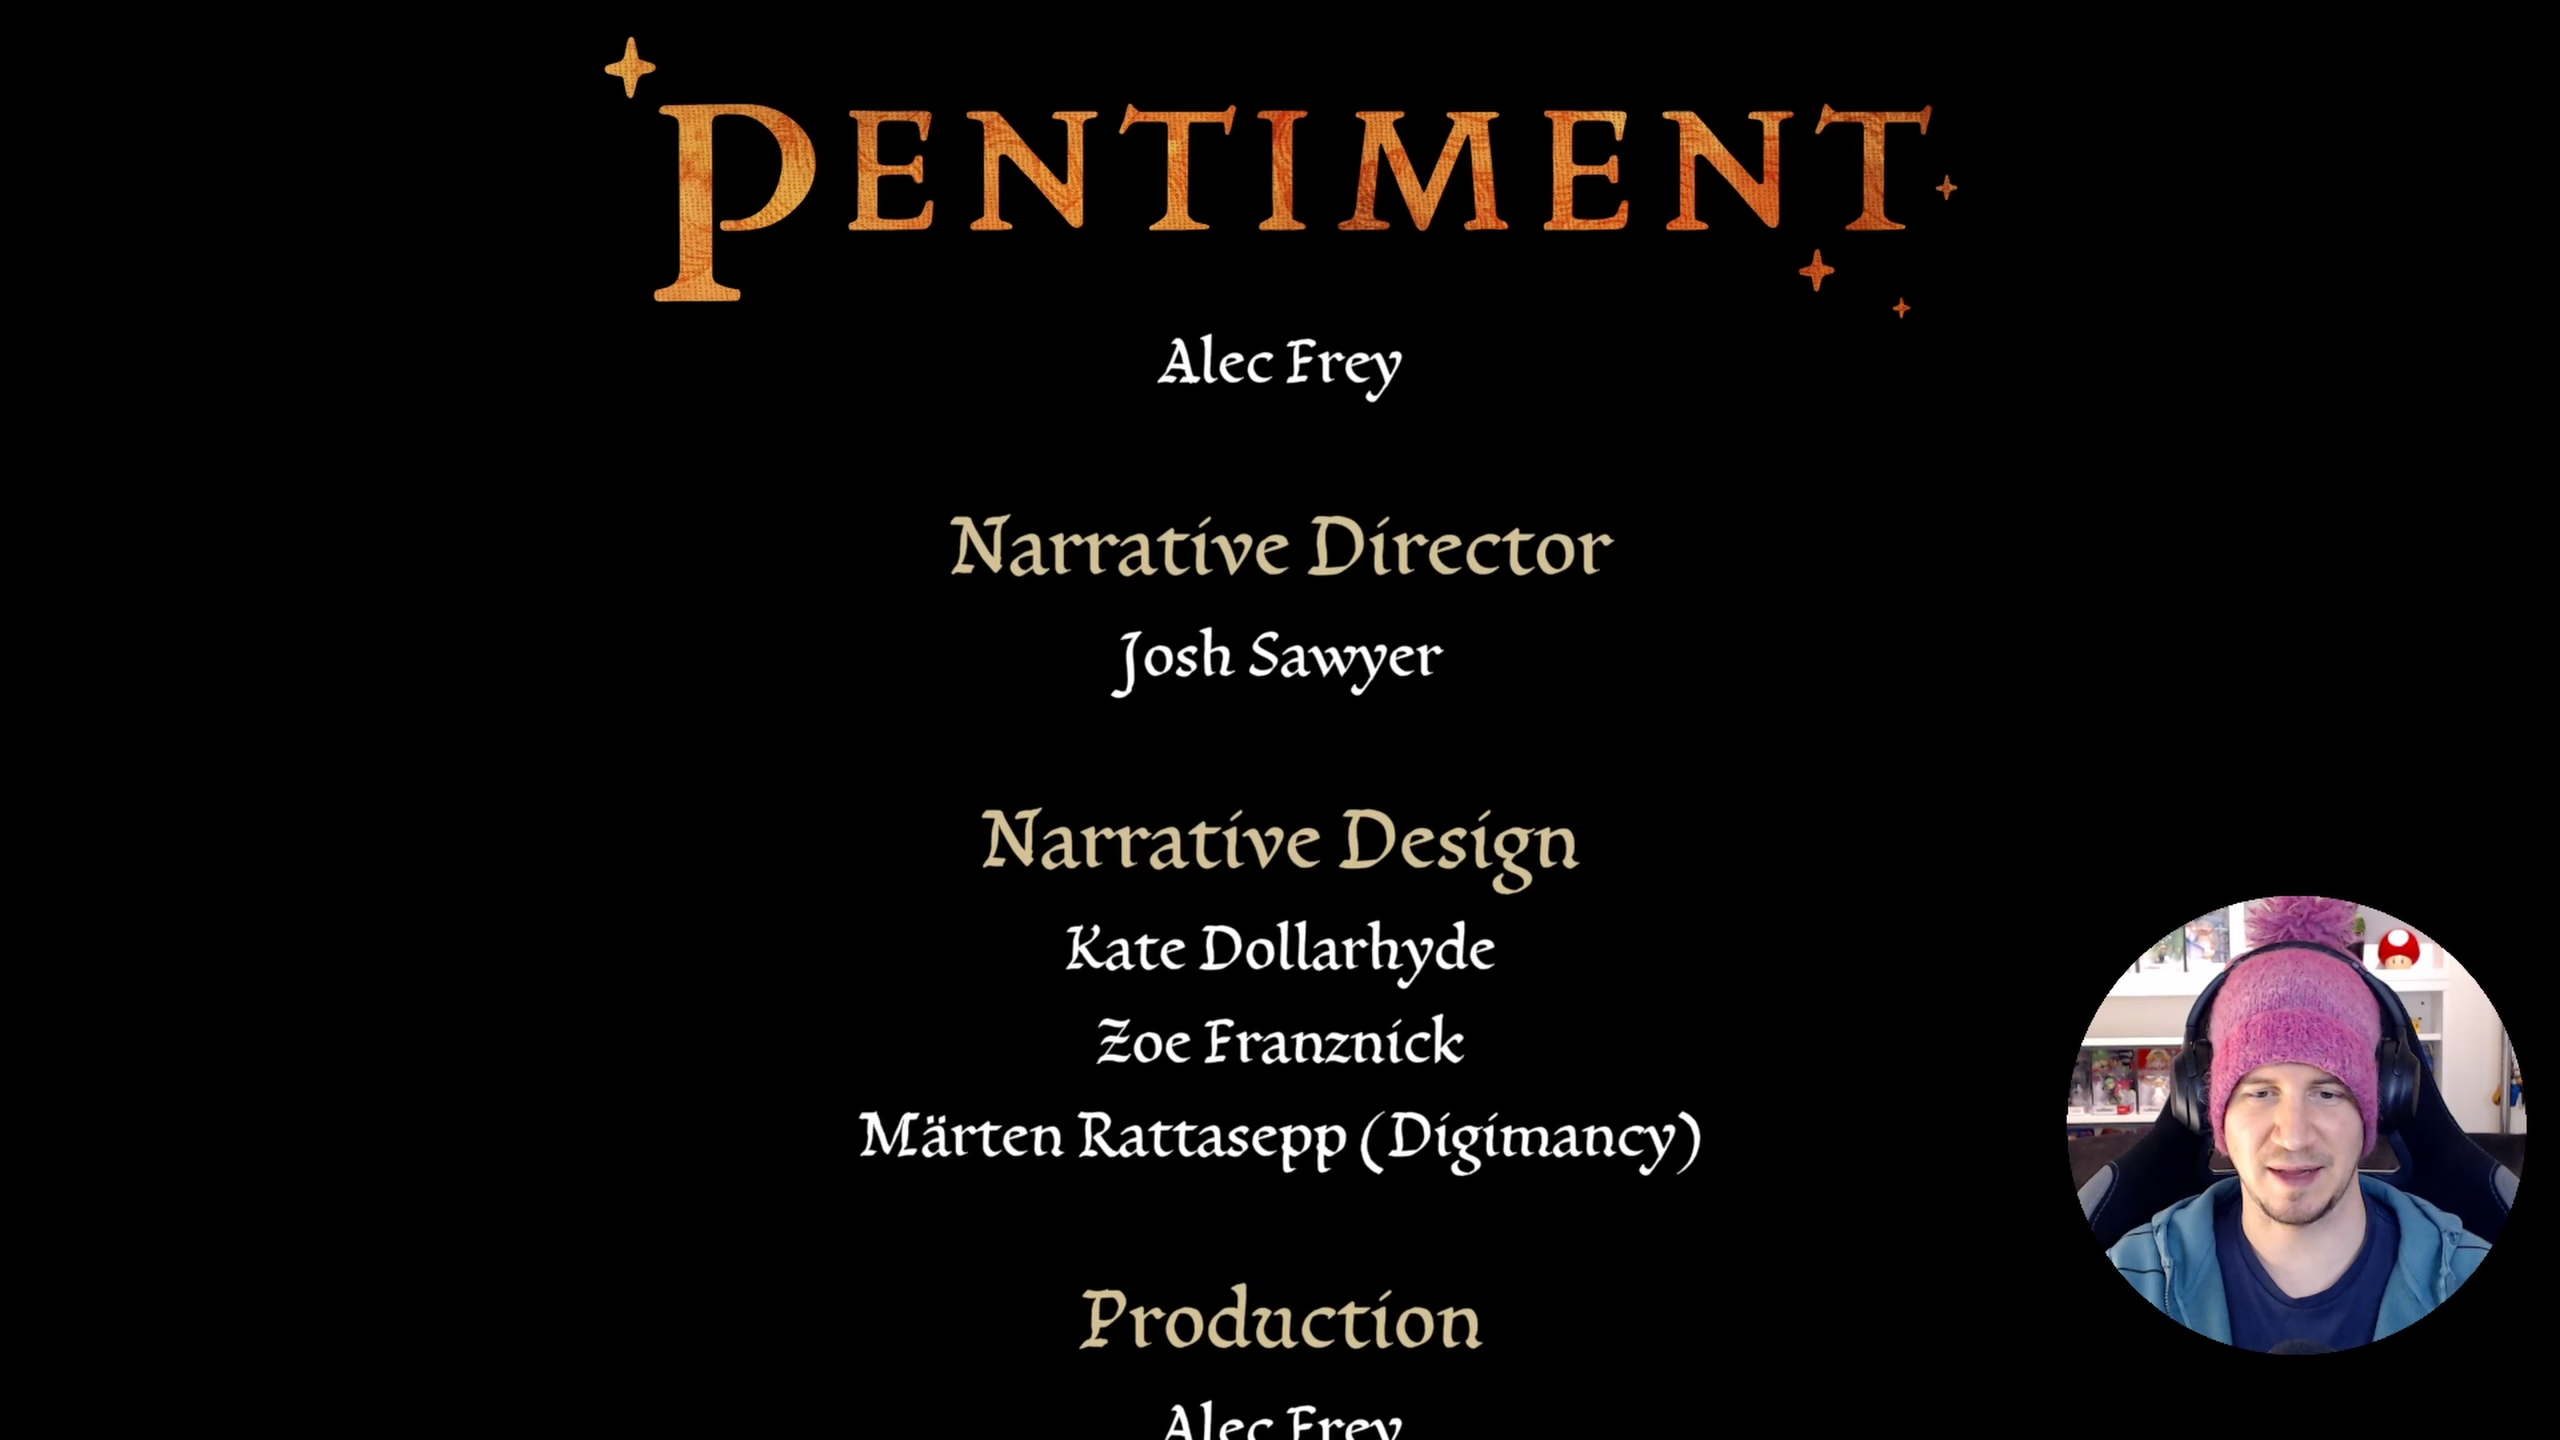 PENTIMENT
Alec Frey
Narrative Director
Josh Sawyer
Narrative Design
Kate Dollarhyde
Zoe Franznick
Märten Rattasepp (Digimancy)
Production
Alec Frey